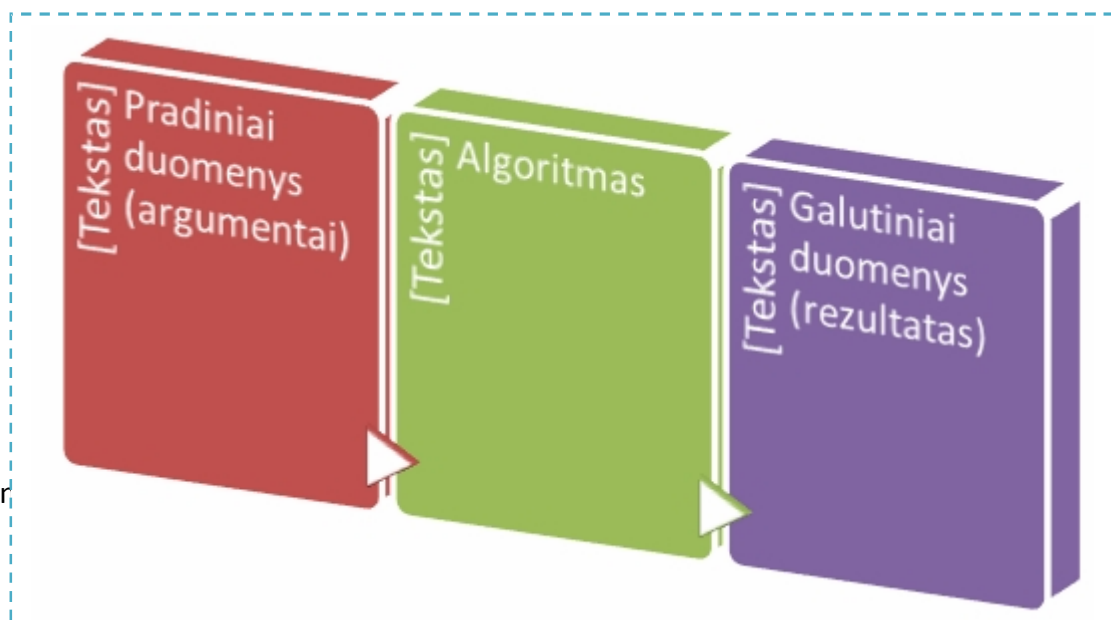 [Tekstas]
Pradiniai
duomenys
(argumentai)
[Tekstas]
Algoritmas
[Tekstas]
Galutiniai
duomenys
(rezultatas)